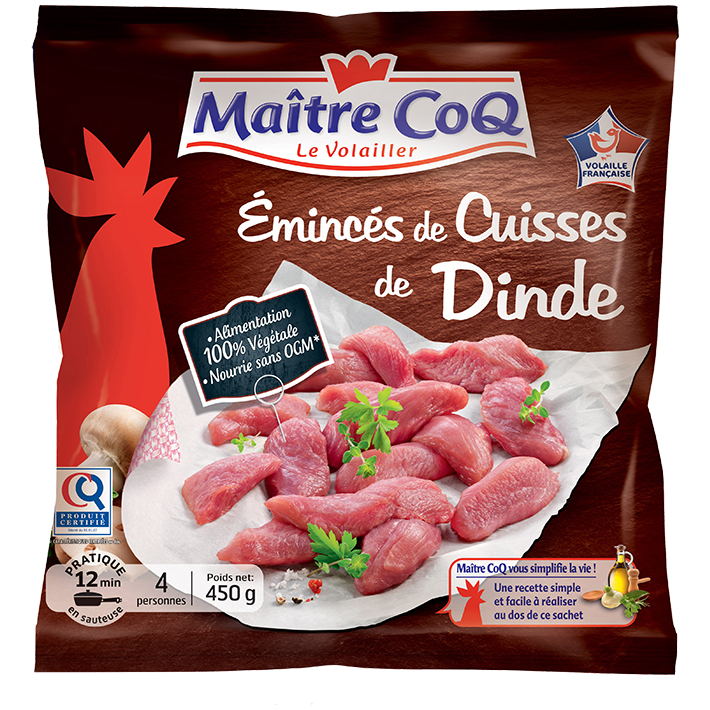 Maître CoQ
Le Volailler
VOLAILLE
FRANÇAISE
Émincés de Cuisses
de Dinde
• Alimentation
100% Végétale
• Nourrie sans OGM*
CQ
PRODUIT
CERTIFIÉ
PRATIQUE
12 min
en sauteuse
4
personnes
Poids net:
450 g
Maître CoQ vous simplifie la vie !
Une recette simple
et facile à réaliser
au dos de ce sachet